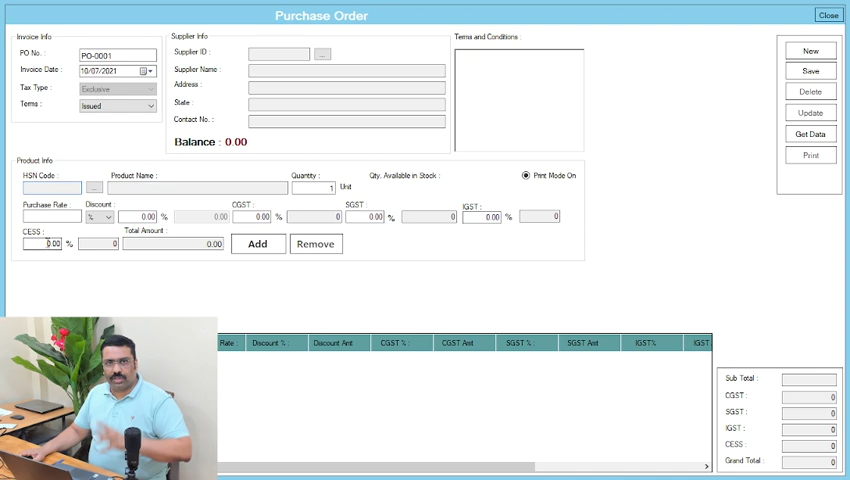 Purchase Order
Close
Invoice Info
PO No. : PO-0001
Invoice Date : 10/07/2021
Tax Type : Exclusive
Terms : Issued
Supplier Info
Supplier ID : ...
Supplier Name :
Address :
State :
Contact No. :
Balance : 0.00
Terms and Conditions :
New
Save
Delete
Update
Get Data
Print
Product Info
HSN Code : Product Name : Quantity : Qty. Available in Stock : Print Mode On
... 1 Unit
Purchase Rate : Discount : CGST : SGST : IGST :
% 0.00 % 0.00 0.00 % 0 0.00 % 0 0.00 % 0
CESS : Total Amount :
0.00 % 0 0.00 Add Remove
Rate : Discount % : Discount Amt CGST % : CGST Amt SGST % : SGST Amt IGST% IGST
Sub Total :
CGST : 0
SGST : 0
IGST : 0
CESS : 0
Grand Total : 0